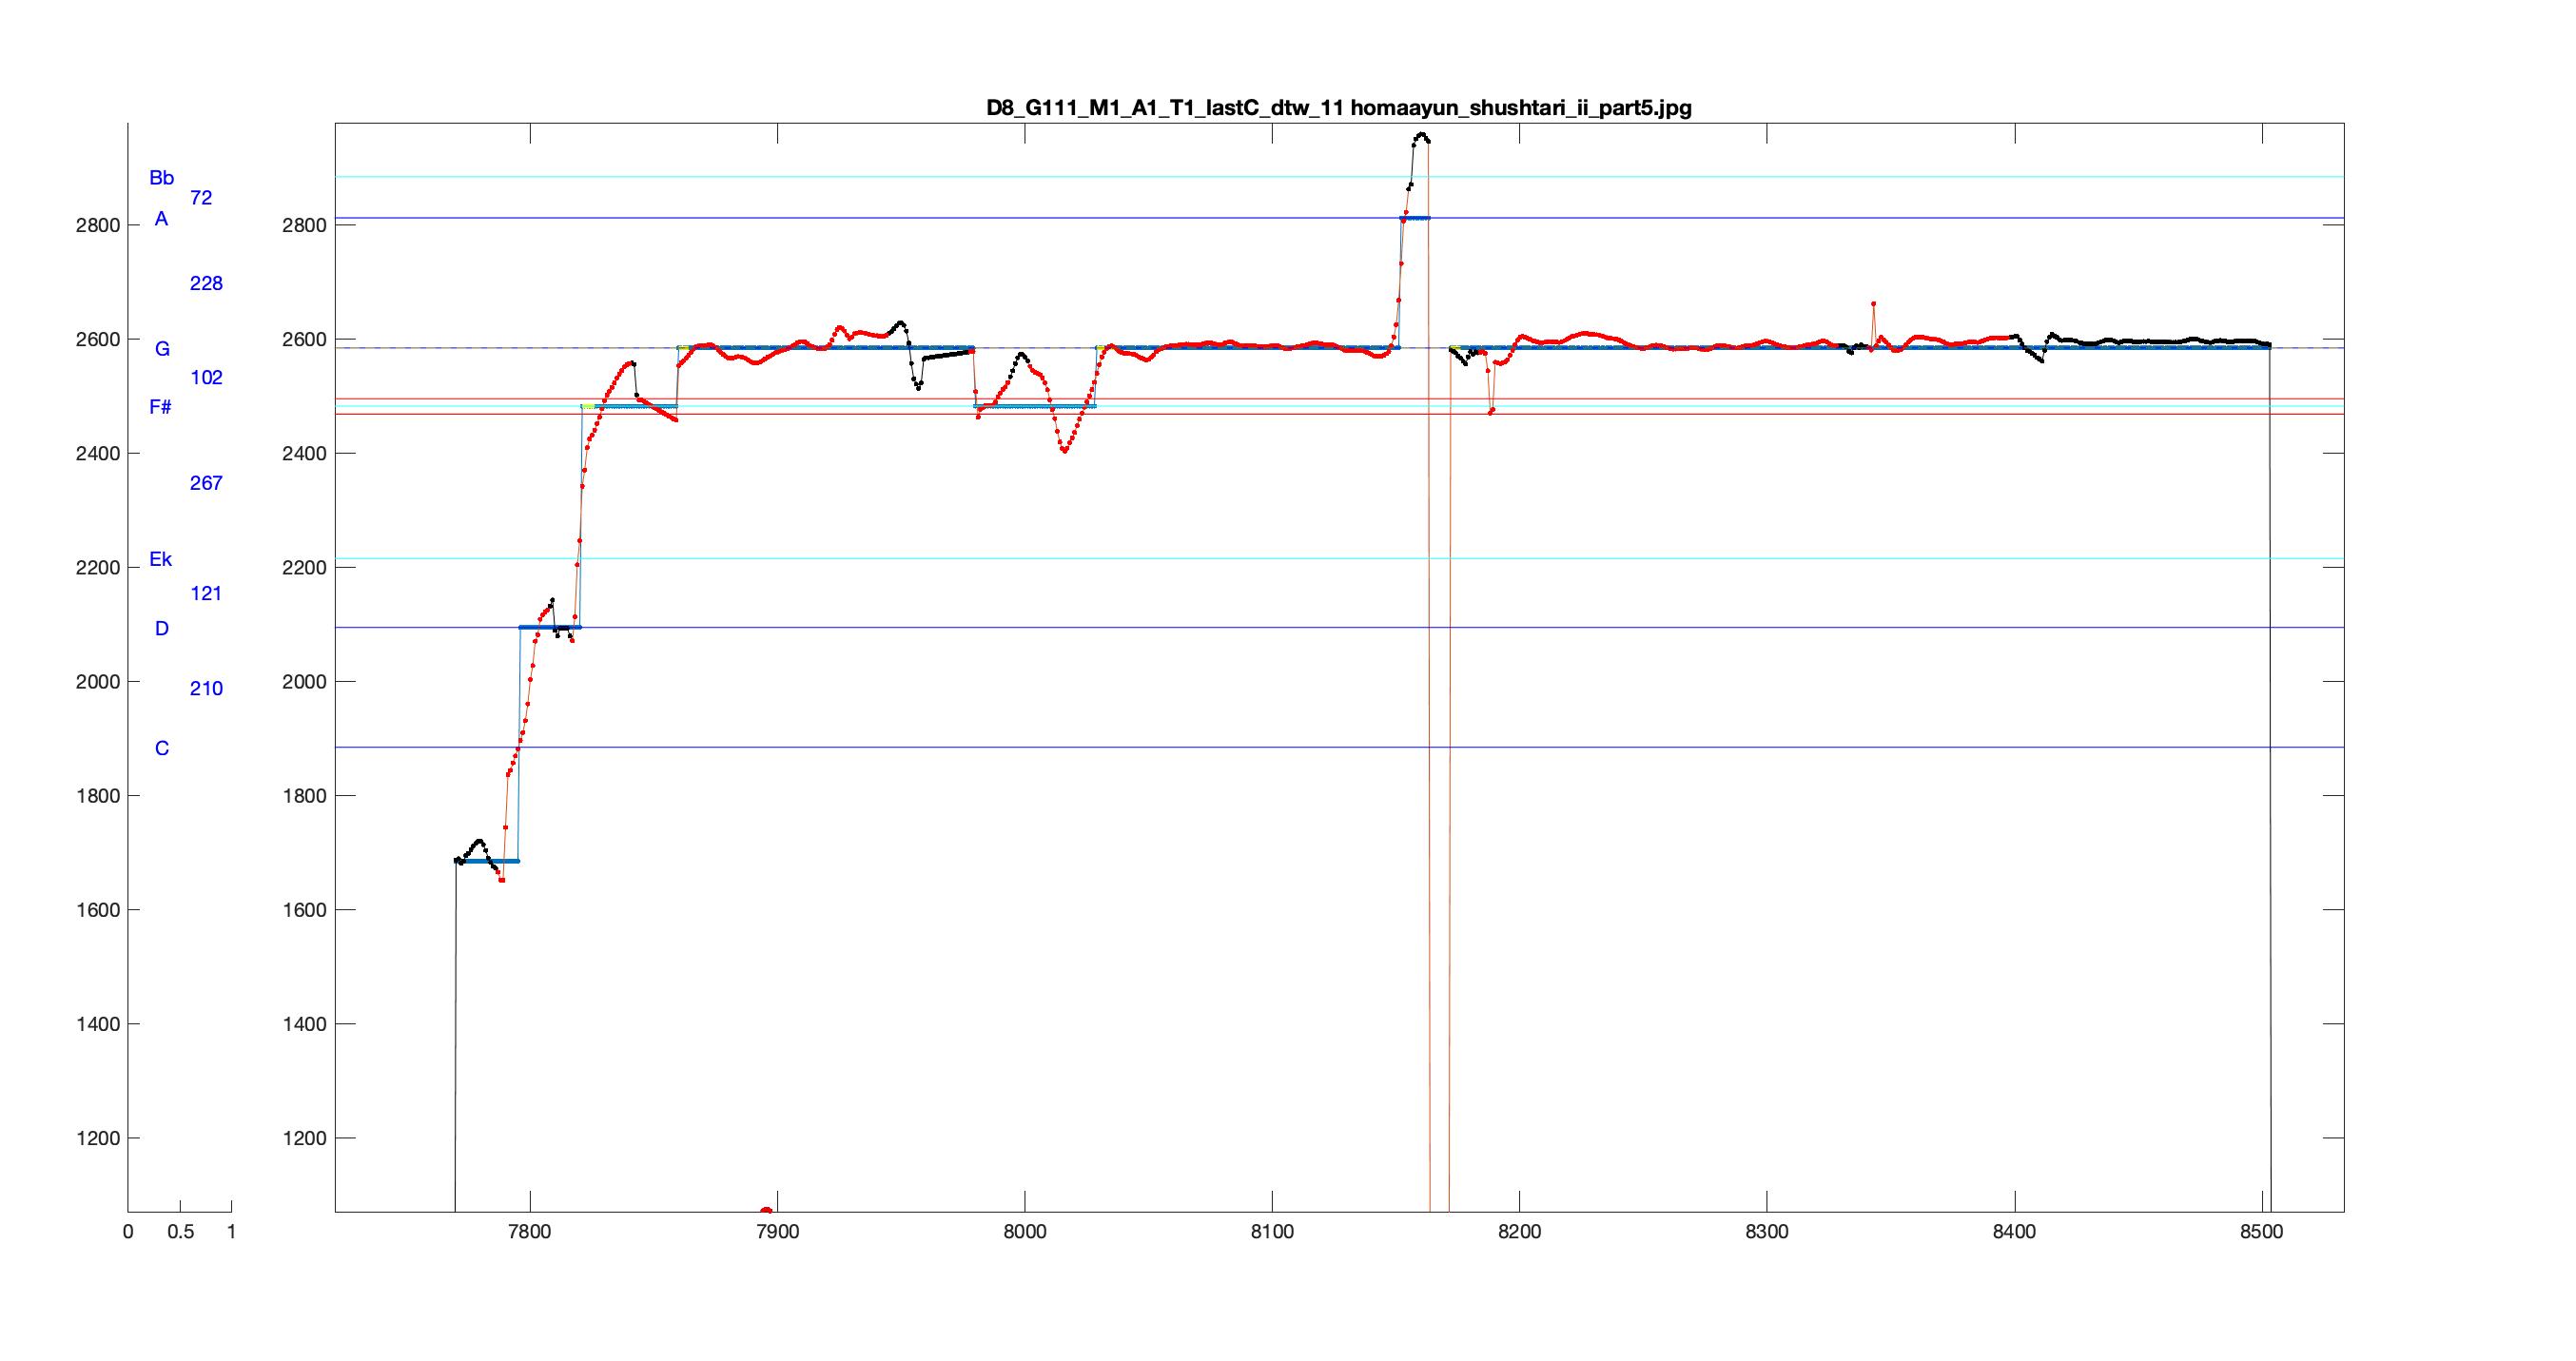 D8_G111_M1_A1_T1_lastC_dtw_11 homaayun_shushtari_ii_part5.jpg
Bb
72
2800 A 2800
228
2600 G 2600
102
F#
2400 2400
267
2200 Ek 2200
121
D
2000 2000
210
C
1800 1800
1600 1600
1400 1400
1200 1200
0 0.5 1 7800 7900 8000 8100 8200 8300 8400 8500